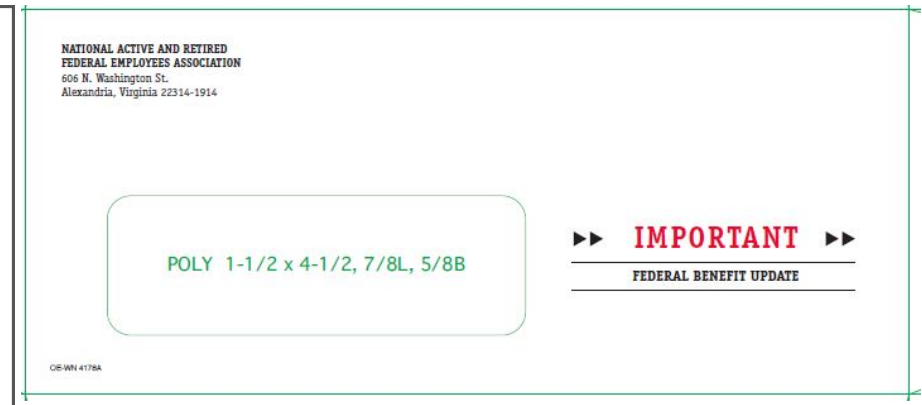 NATIONAL ACTIVE AND RETIRED
FEDERAL EMPLOYEES ASSOCIATION
606 N. Washington St.
Alexandria, Virginia 22314-1914
POLY 1-1/2 x 4-1/2, 7/8L, 5/8B
IMPORTANT
FEDERAL BENEFIT UPDATE
OE-WN 4178A